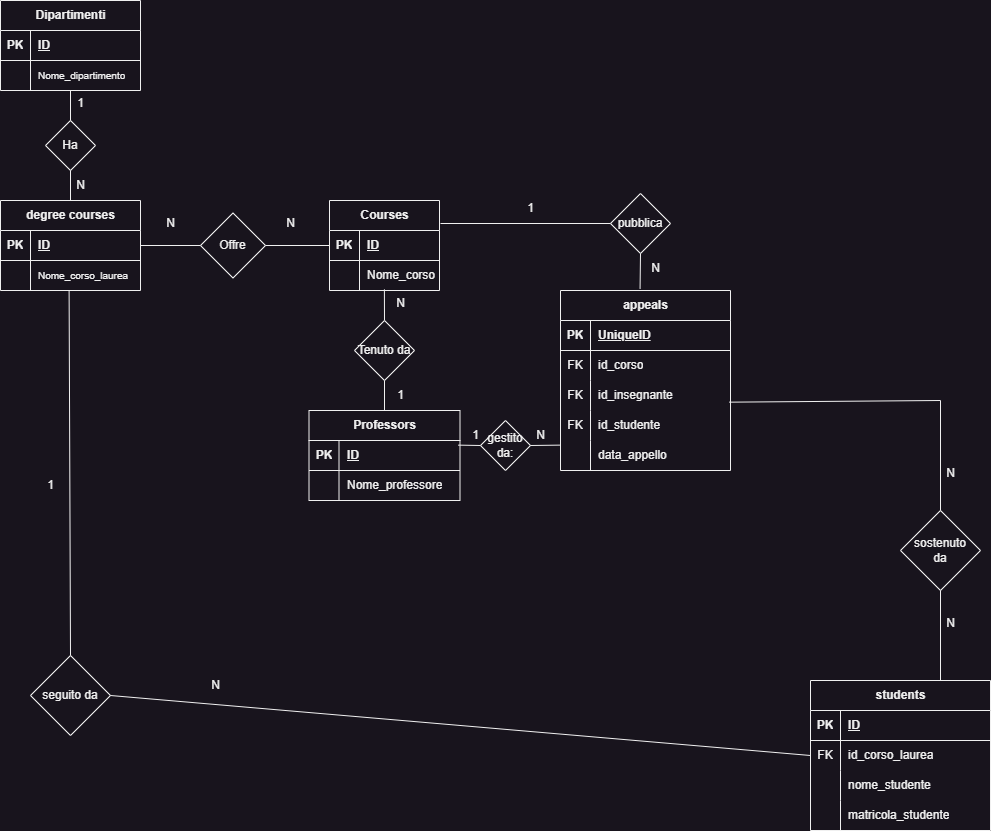 Dipartimenti
PK ID
Nome_dipartimento
1
Ha
N
degree courses
PK ID
Nome_corso_laurea
N
Offre
N
Courses
PK ID
Nome_corso
1
pubblica
N
appeals
PK UniqueID
FK id_corso
FK id_insegnante
FK id_studente
data_appello
N
Tenuto da
1
Professors
PK ID
Nome_professore
1
gestito
da:
N
N
sostenuto
da
N
1
seguito da
N
students
PK ID
FK id_corso_laurea
nome_studente
matricola_studente